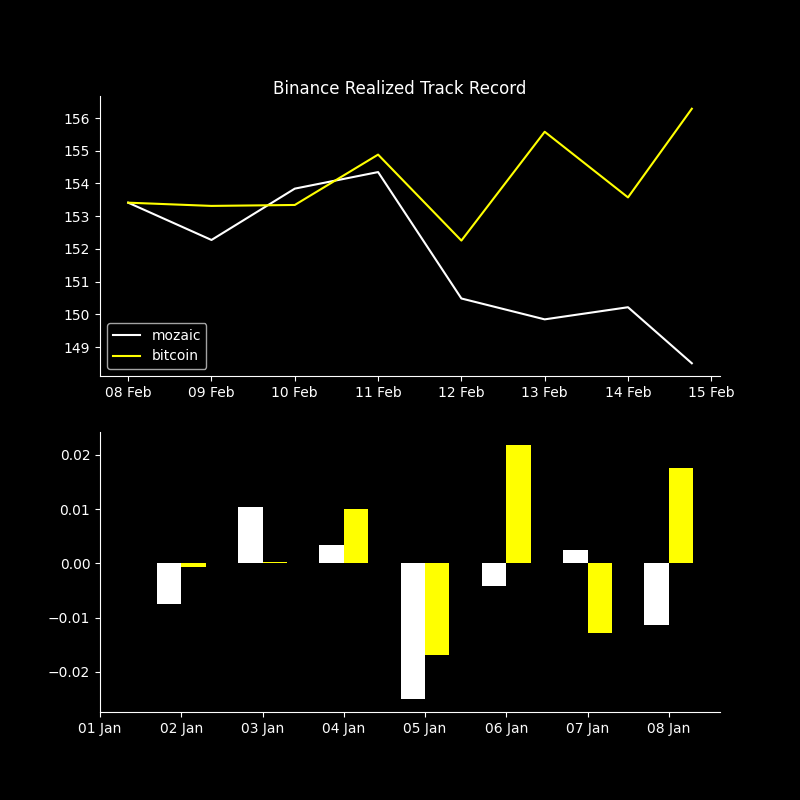 Binance Realized Track Record
156
155
154
153
152
151
150
149
mozaic
bitcoin
08 Feb 09 Feb 10 Feb 11 Feb 12 Feb 13 Feb 14 Feb 15 Feb
0.02
0.01
0.00
−0.01
−0.02
01 Jan 02 Jan 03 Jan 04 Jan 05 Jan 06 Jan 07 Jan 08 Jan